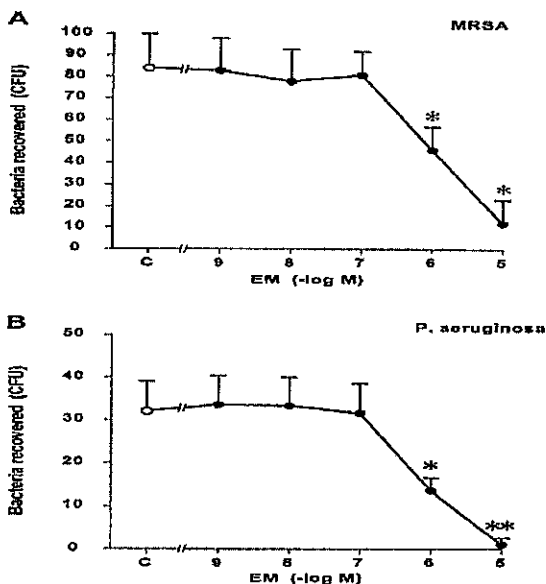 A
MRSA
Bacteria recovered (CFU)
100
90
80
70
60
50
40
30
20
10
0
*
*
C 9 8 7 6 5
EM (-log M)
B
P. aeruginosa
Bacteria recovered (CFU)
50
40
30
20
10
0
*
**
C 9 8 7 6 5
EM (-log M)